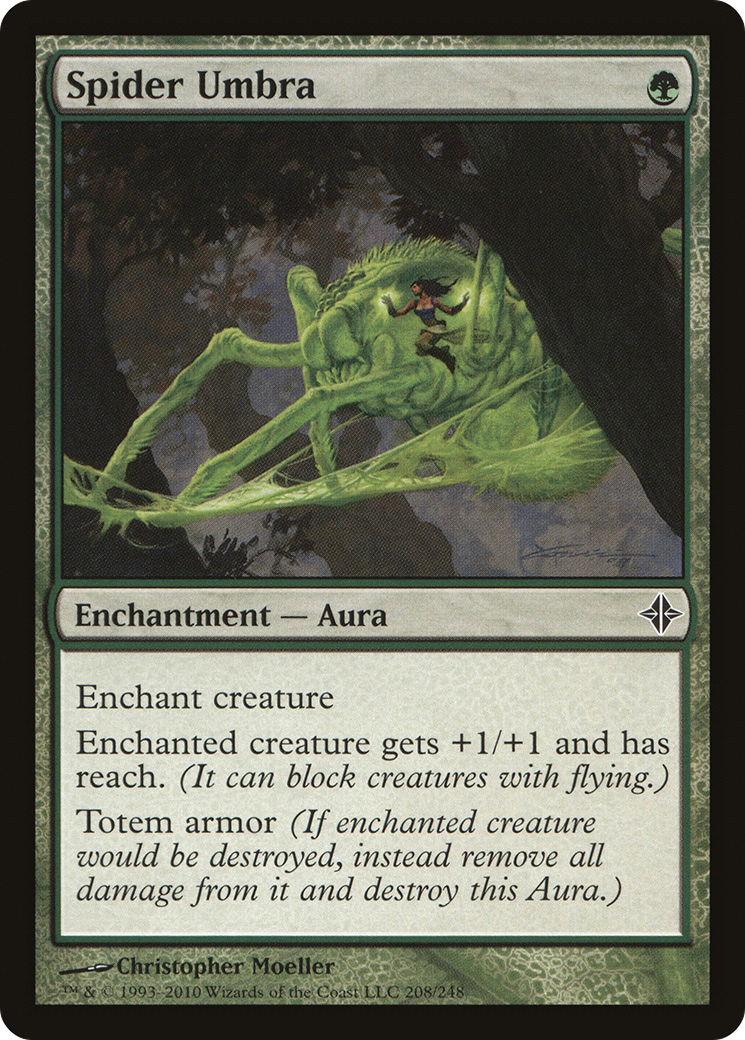 Spider Umbra
Enchantment — Aura
Enchant creature
Enchanted creature gets +1/+1 and has
reach. (It can block creatures with flying.)
Totem armor (If enchanted creature
would be destroyed, instead remove all
damage from it and destroy this Aura.)
Christopher Moeller
™ & © 1993–2010 Wizards of the Coast LLC 208/248